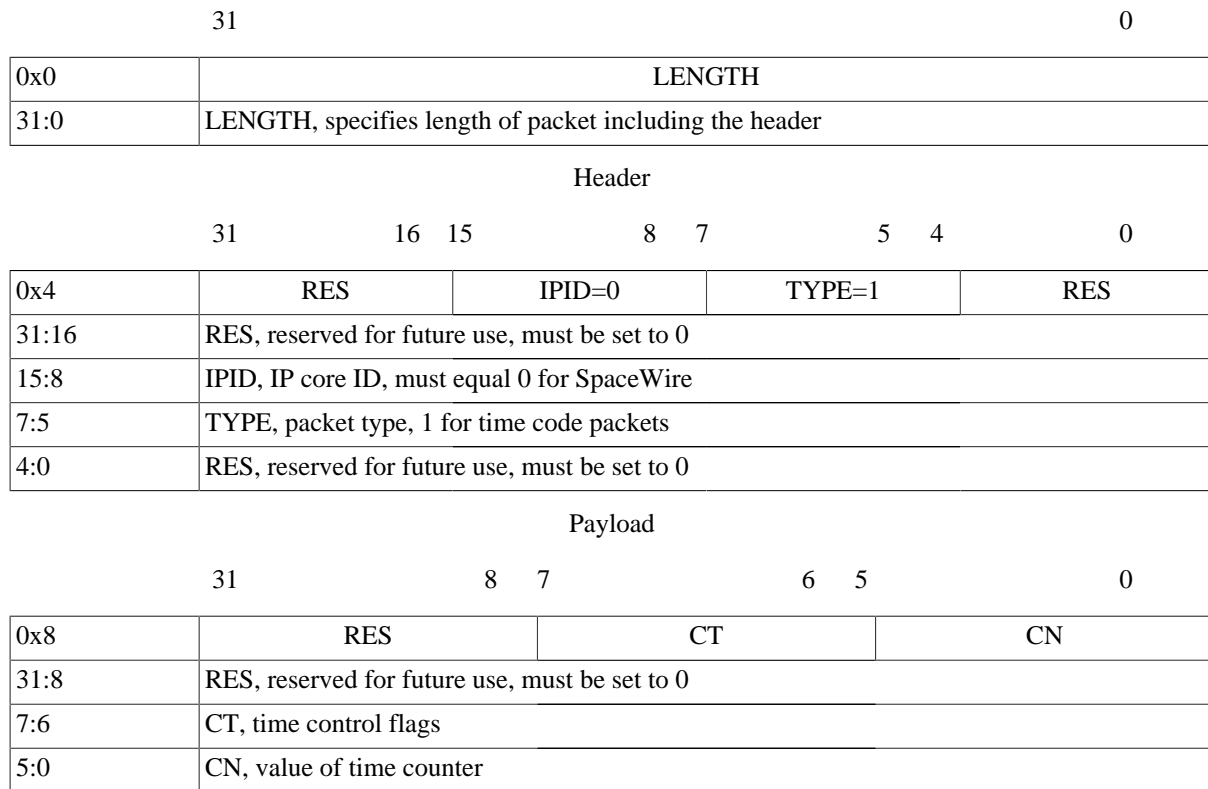 31 0
0x0 LENGTH
31:0 LENGTH, specifies length of packet including the header
Header
31 16 15 8 7 5 4 0
0x4 RES IPID=0 TYPE=1 RES
31:16 RES, reserved for future use, must be set to 0
15:8 IPID, IP core ID, must equal 0 for SpaceWire
7:5 TYPE, packet type, 1 for time code packets
4:0 RES, reserved for future use, must be set to 0
Payload
31 8 7 6 5 0
0x8 RES CT CN
31:8 RES, reserved for future use, must be set to 0
7:6 CT, time control flags
5:0 CN, value of time counter